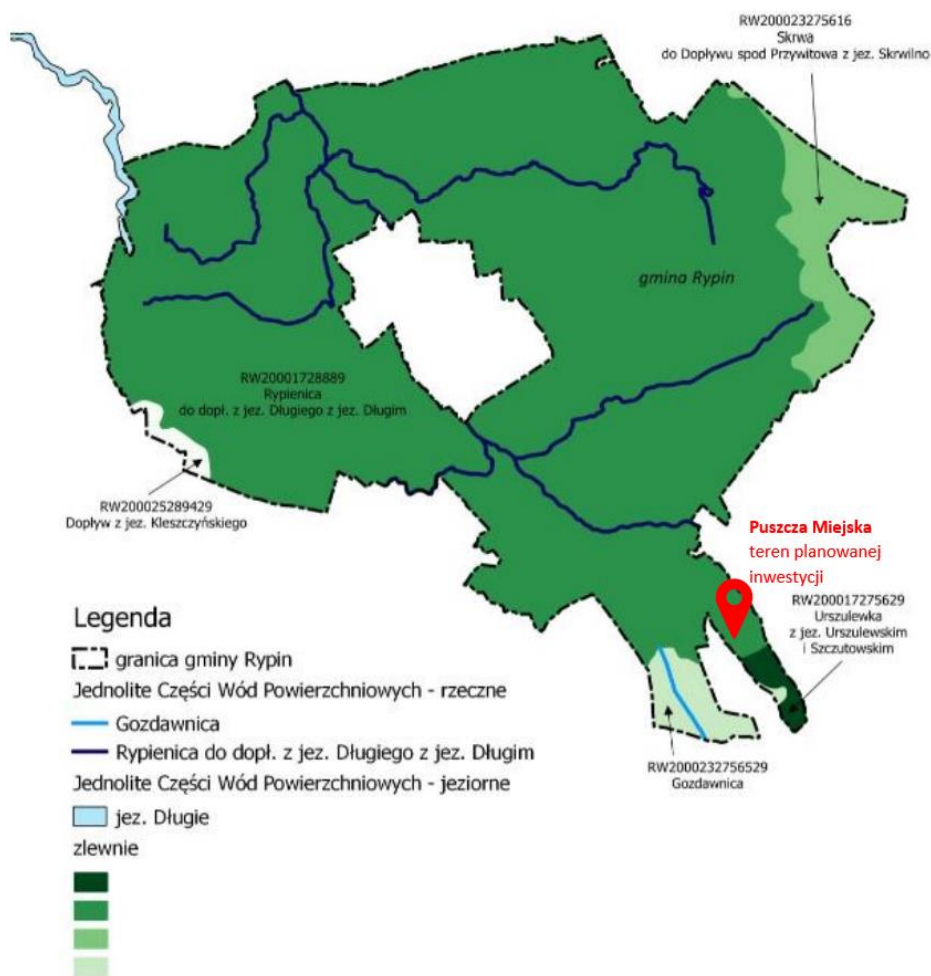 RW200023275616
Skrwa
do Dopływu spod Przywitowa z jez. Skrwilno
gmina Rypin
RW20001728889
Rypienica
do dopł. z jez. Długiego z jez. Długim
RW200025289429
Dopływ z jez. Kleszczyńskiego
Puszcza Miejska
teren planowanej
inwestycji
RW200017275629
Urszulewka
z jez. Urszulewskim
i Szczutowskim
RW2000232756529
Gozdawnica
Legenda
granica gminy Rypin
Jednolite Części Wód Powierzchniowych - rzeczne
Gozdawnica
Rypienica do dopł. z jez. Długiego z jez. Długim
Jednolite Części Wód Powierzchniowych - jeziorne
jez. Długie
zlewnie